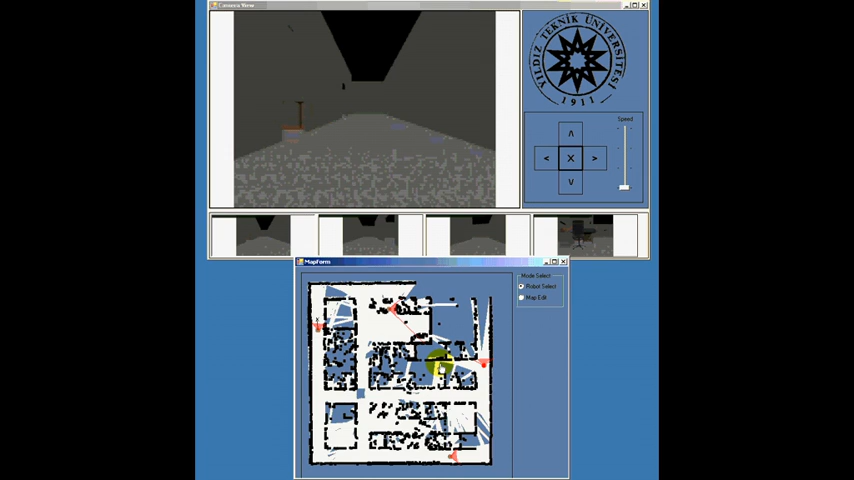 Camera View
YILDIZ TEKNİK ÜNİVERSİTESİ
1911
Speed
Λ
< X >
V
MapForm
Mode Select
Robot Select
Map Edit